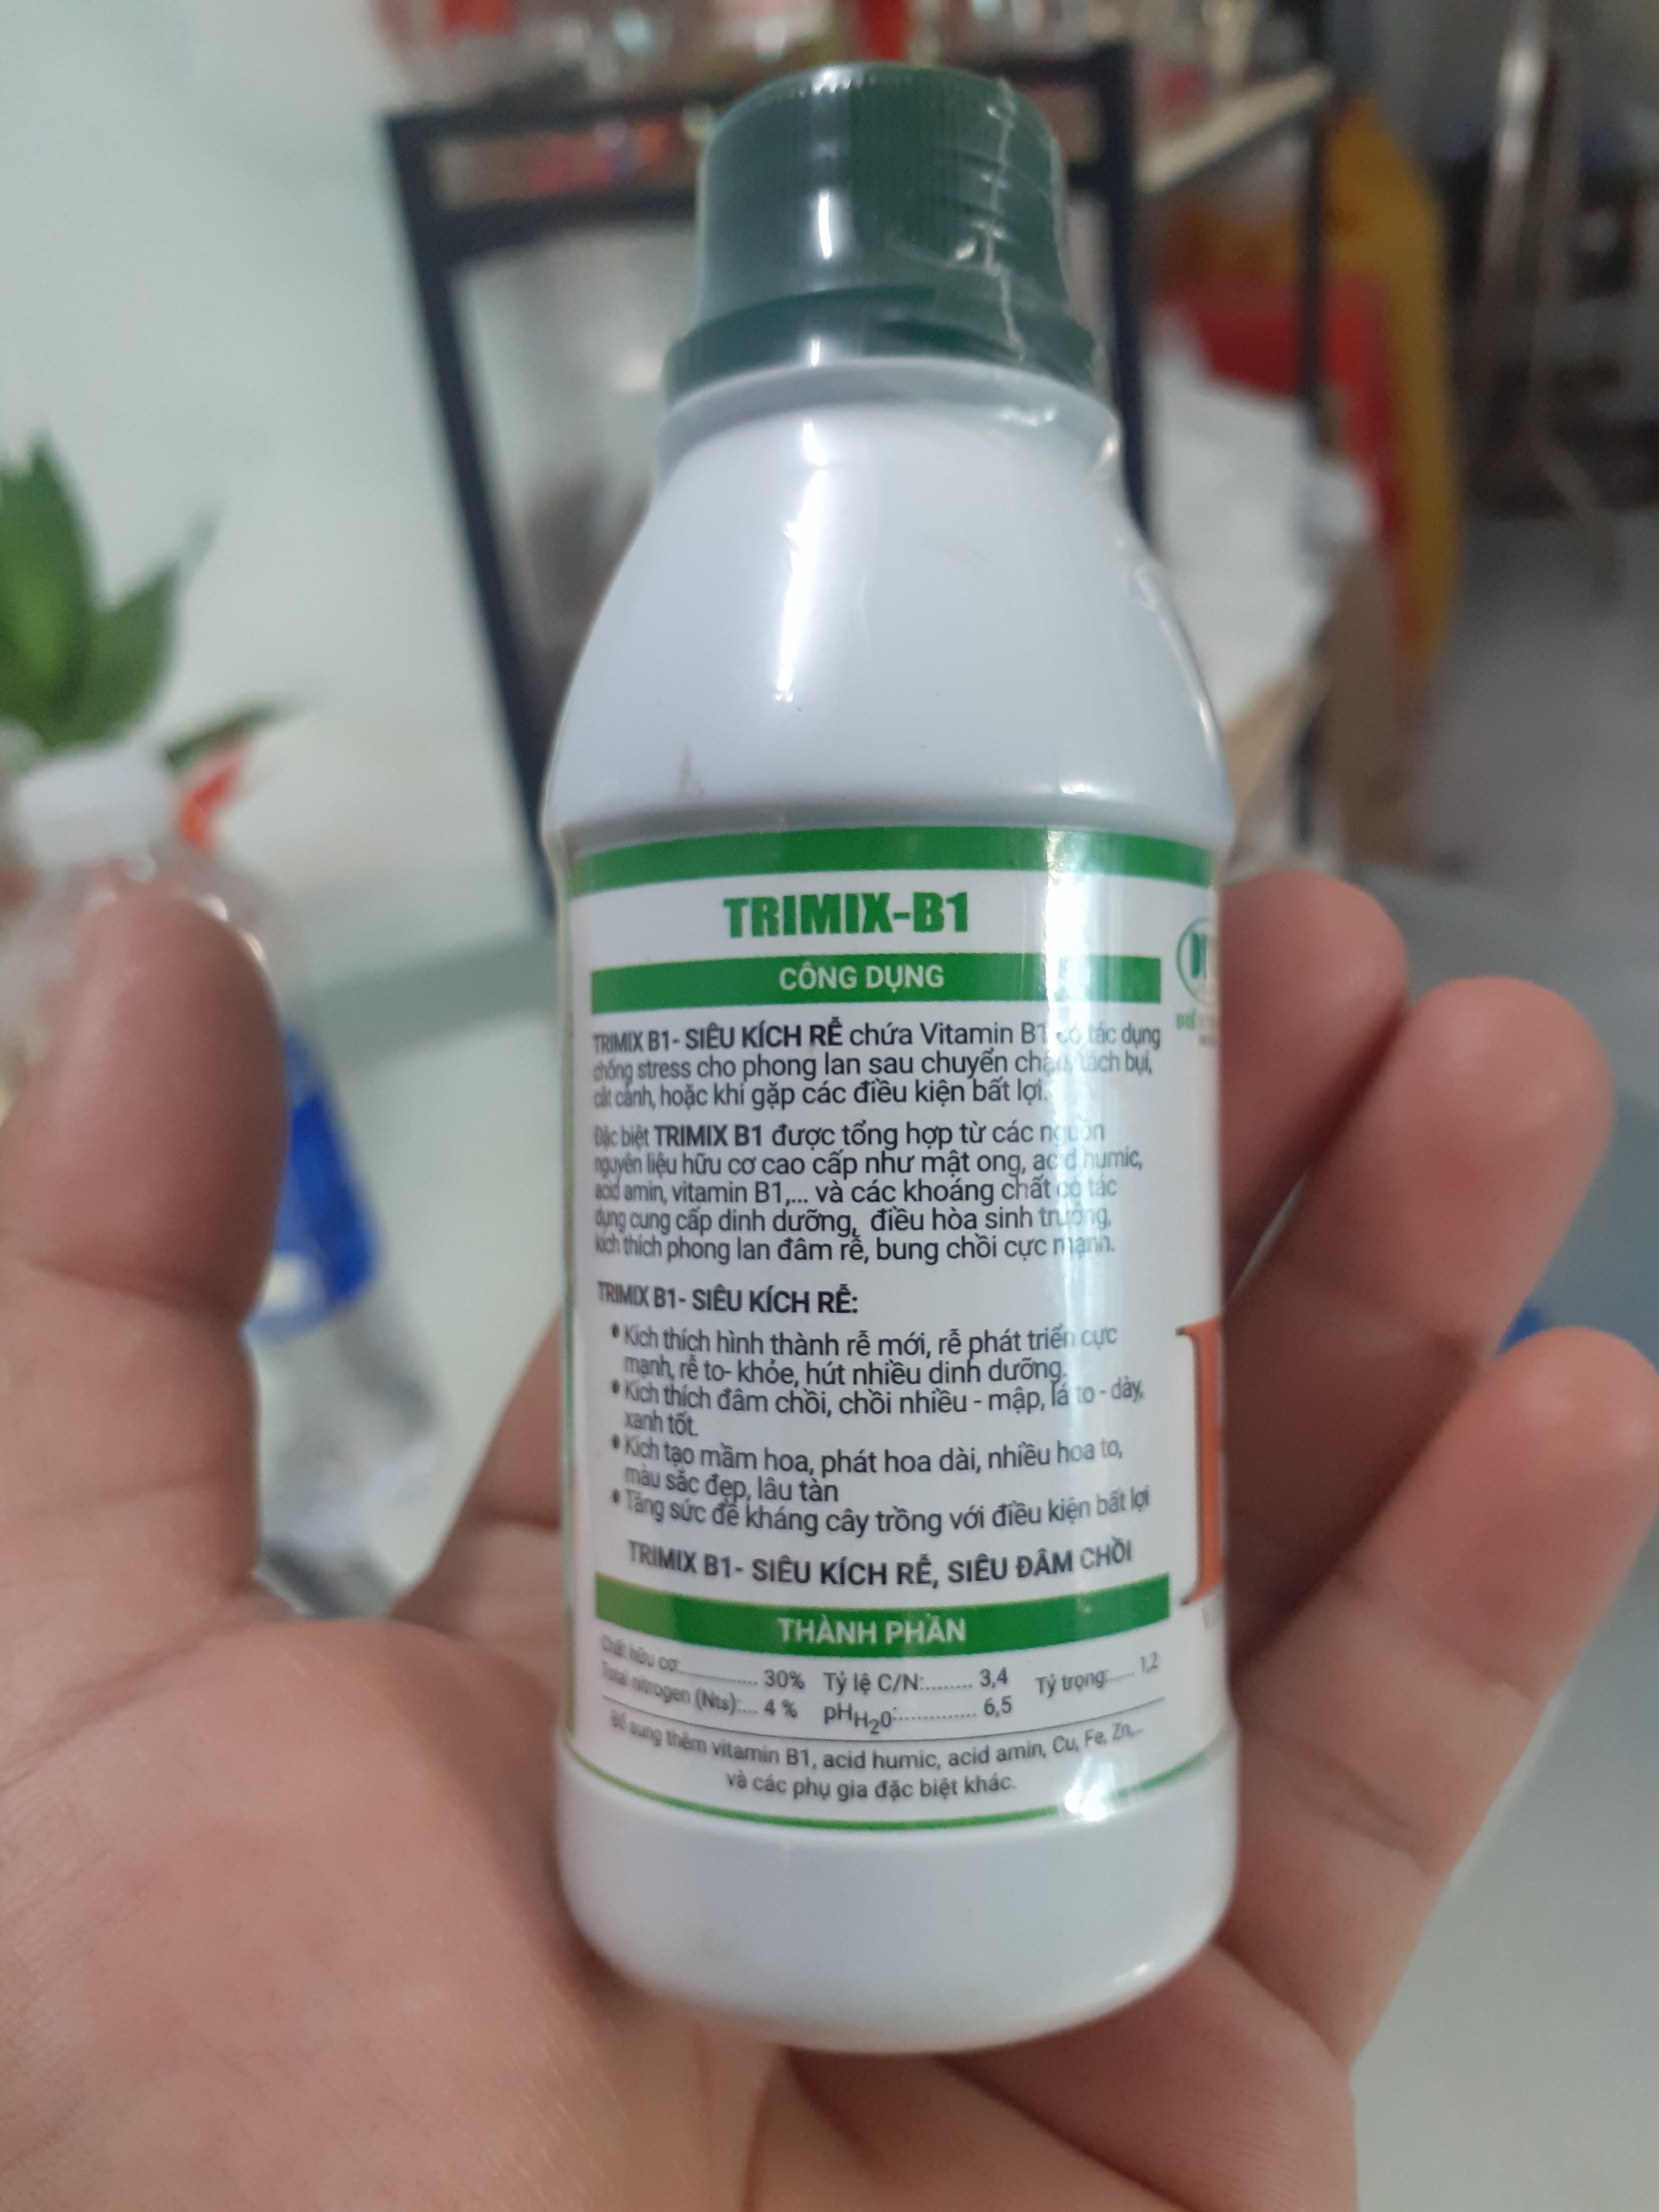 TRIMIX-B1
CÔNG DỤNG
TRIMIX B1- SIÊU KÍCH RỄ chứa Vitamin B1 có tác dụng
chống stress cho phong lan sau chuyển chậu, tách bụi,
cắt cành, hoặc khi gặp các điều kiện bất lợi.
Đặc biệt TRIMIX B1 được tổng hợp từ các nguồn
nguyên liệu hữu cơ cao cấp như mật ong, acid humic,
acid amin, vitamin B1,... và các khoáng chất có tác
dụng cung cấp dinh dưỡng, điều hòa sinh trưởng,
kích thích phong lan đâm rễ, bung chồi cực mạnh.
TRIMIX B1- SIÊU KÍCH RỄ:
• Kích thích hình thành rễ mới, rễ phát triển cực
mạnh, rễ to- khỏe, hút nhiều dinh dưỡng.
• Kích thích đâm chồi, chồi nhiều - mập, lá to - dày,
xanh tốt.
• Kích tạo mầm hoa, phát hoa dài, nhiều hoa to,
màu sắc đẹp, lâu tàn
• Tăng sức đề kháng cây trồng với điều kiện bất lợi
TRIMIX B1- SIÊU KÍCH RỄ, SIÊU ĐÂM CHỒI
THÀNH PHẦN
Chất hữu cơ:............. 30% Tỷ lệ C/N:........ 3,4 Tỷ trọng:..... 1,2
Total nitrogen (Nts):.... 4 % pHH2O:............. 6,5
Bổ sung thêm vitamin B1, acid humic, acid amin, Cu, Fe, Zn,...
và các phụ gia đặc biệt khác.